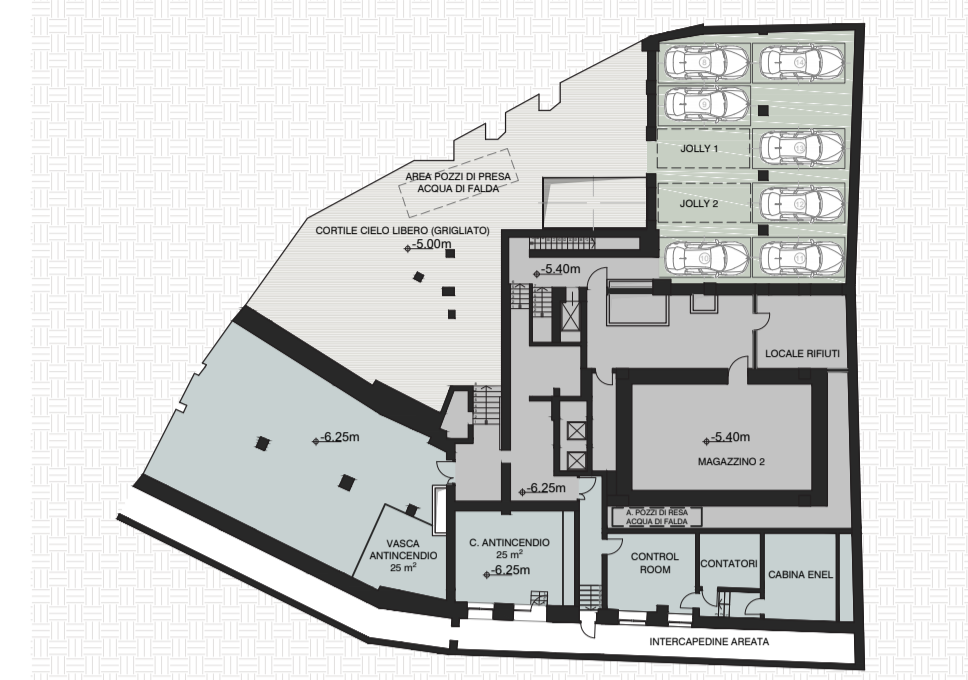 JOLLY 1
AREA POZZI DI PRESA
ACQUA DI FALDA
JOLLY 2
CORTILE CIELO LIBERO (GRIGLIATO)
-5.00m
-5.40m
LOCALE RIFIUTI
-6.25m
-5.40m
MAGAZZINO 2
-6.25m
A. POZZI DI RESA
ACQUA DI FALDA
VASCA
ANTINCENDIO
25 m²
C. ANTINCENDIO
25 m²
-6.25m
CONTROL
ROOM
CONTATORI
CABINA ENEL
INTERCAPEDINE AREATA